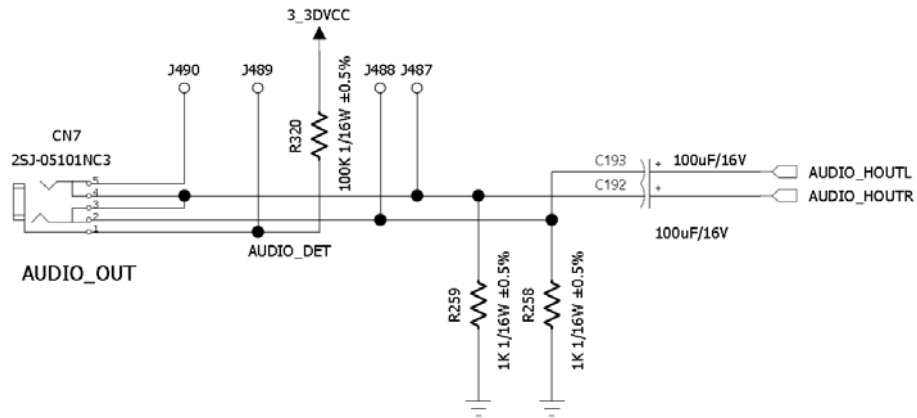 3_3DVCC
J490
J489
J488
J487
R320
100K 1/16W ±0.5%
CN7
2SJ-05101NC3
5
4
3
2
1
AUDIO_DET
AUDIO_OUT
C193
100uF/16V
AUDIO_HOUTL
C192
AUDIO_HOUTR
100uF/16V
+
+
R259
1K 1/16W ±0.5%
R258
1K 1/16W ±0.5%